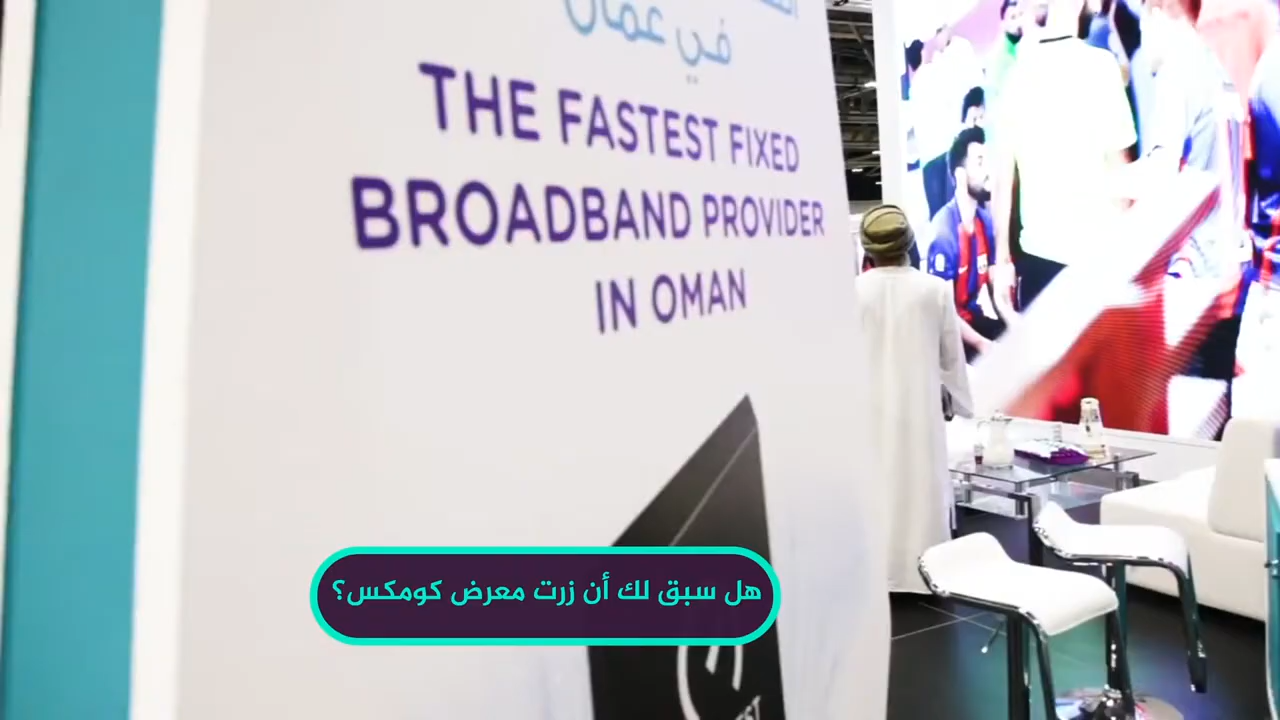 في عمان
THE FASTEST FIXED
BROADBAND PROVIDER
IN OMAN
هل سبق لك أن زرت معرض كومكس؟